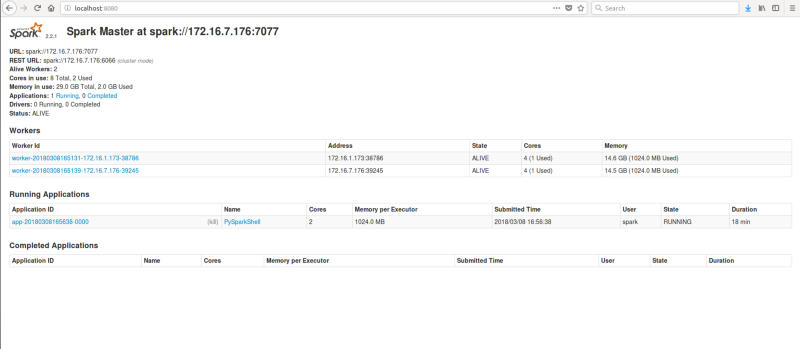 localhost:8080
Search
APACHE
Spark 2.2.1 Spark Master at spark://172.16.7.176:7077
URL: spark://172.16.7.176:7077
REST URL: spark://172.16.7.176:6066 (cluster mode)
Alive Workers: 2
Cores in use: 8 Total, 2 Used
Memory in use: 29.0 GB Total, 2.0 GB Used
Applications: 1 Running, 0 Completed
Drivers: 0 Running, 0 Completed
Status: ALIVE
Workers
Worker Id Address State Cores Memory
worker-20180308165131-172.16.1.173-38786 172.16.1.173:38786 ALIVE 4 (1 Used) 14.6 GB (1024.0 MB Used)
worker-20180308165139-172.16.7.176-39245 172.16.7.176:39245 ALIVE 4 (1 Used) 14.5 GB (1024.0 MB Used)
Running Applications
Application ID Name Cores Memory per Executor Submitted Time User State Duration
app-20180308165638-0000 (kill) PySparkShell 2 1024.0 MB 2018/03/08 16:56:38 spark RUNNING 18 min
Completed Applications
Application ID Name Cores Memory per Executor Submitted Time User State Duration